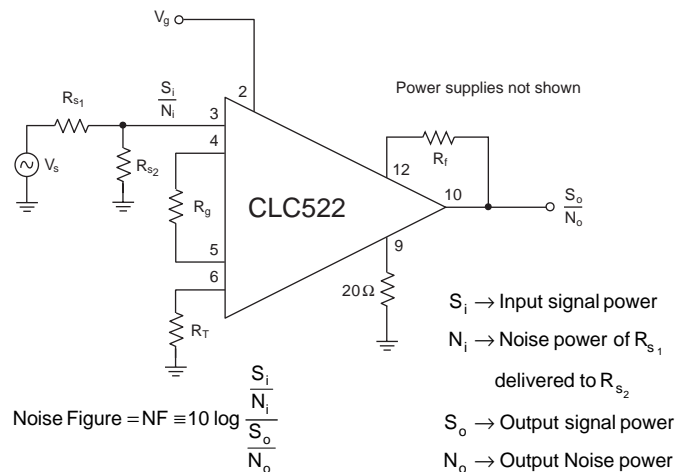 V_g
Power supplies not shown
R_s1
S_i
N_i
2
3
4
V_s
R_s2
R_g
CLC522
12
R_f
10
S_o
N_o
5
6
9
20Ω
R_T
S_i → Input signal power
N_i → Noise power of R_s1
delivered to R_s2
S_o → Output signal power
N_o → Output Noise power
Noise Figure = NF ≡ 10 log
S_i
N_i
S_o
N_o